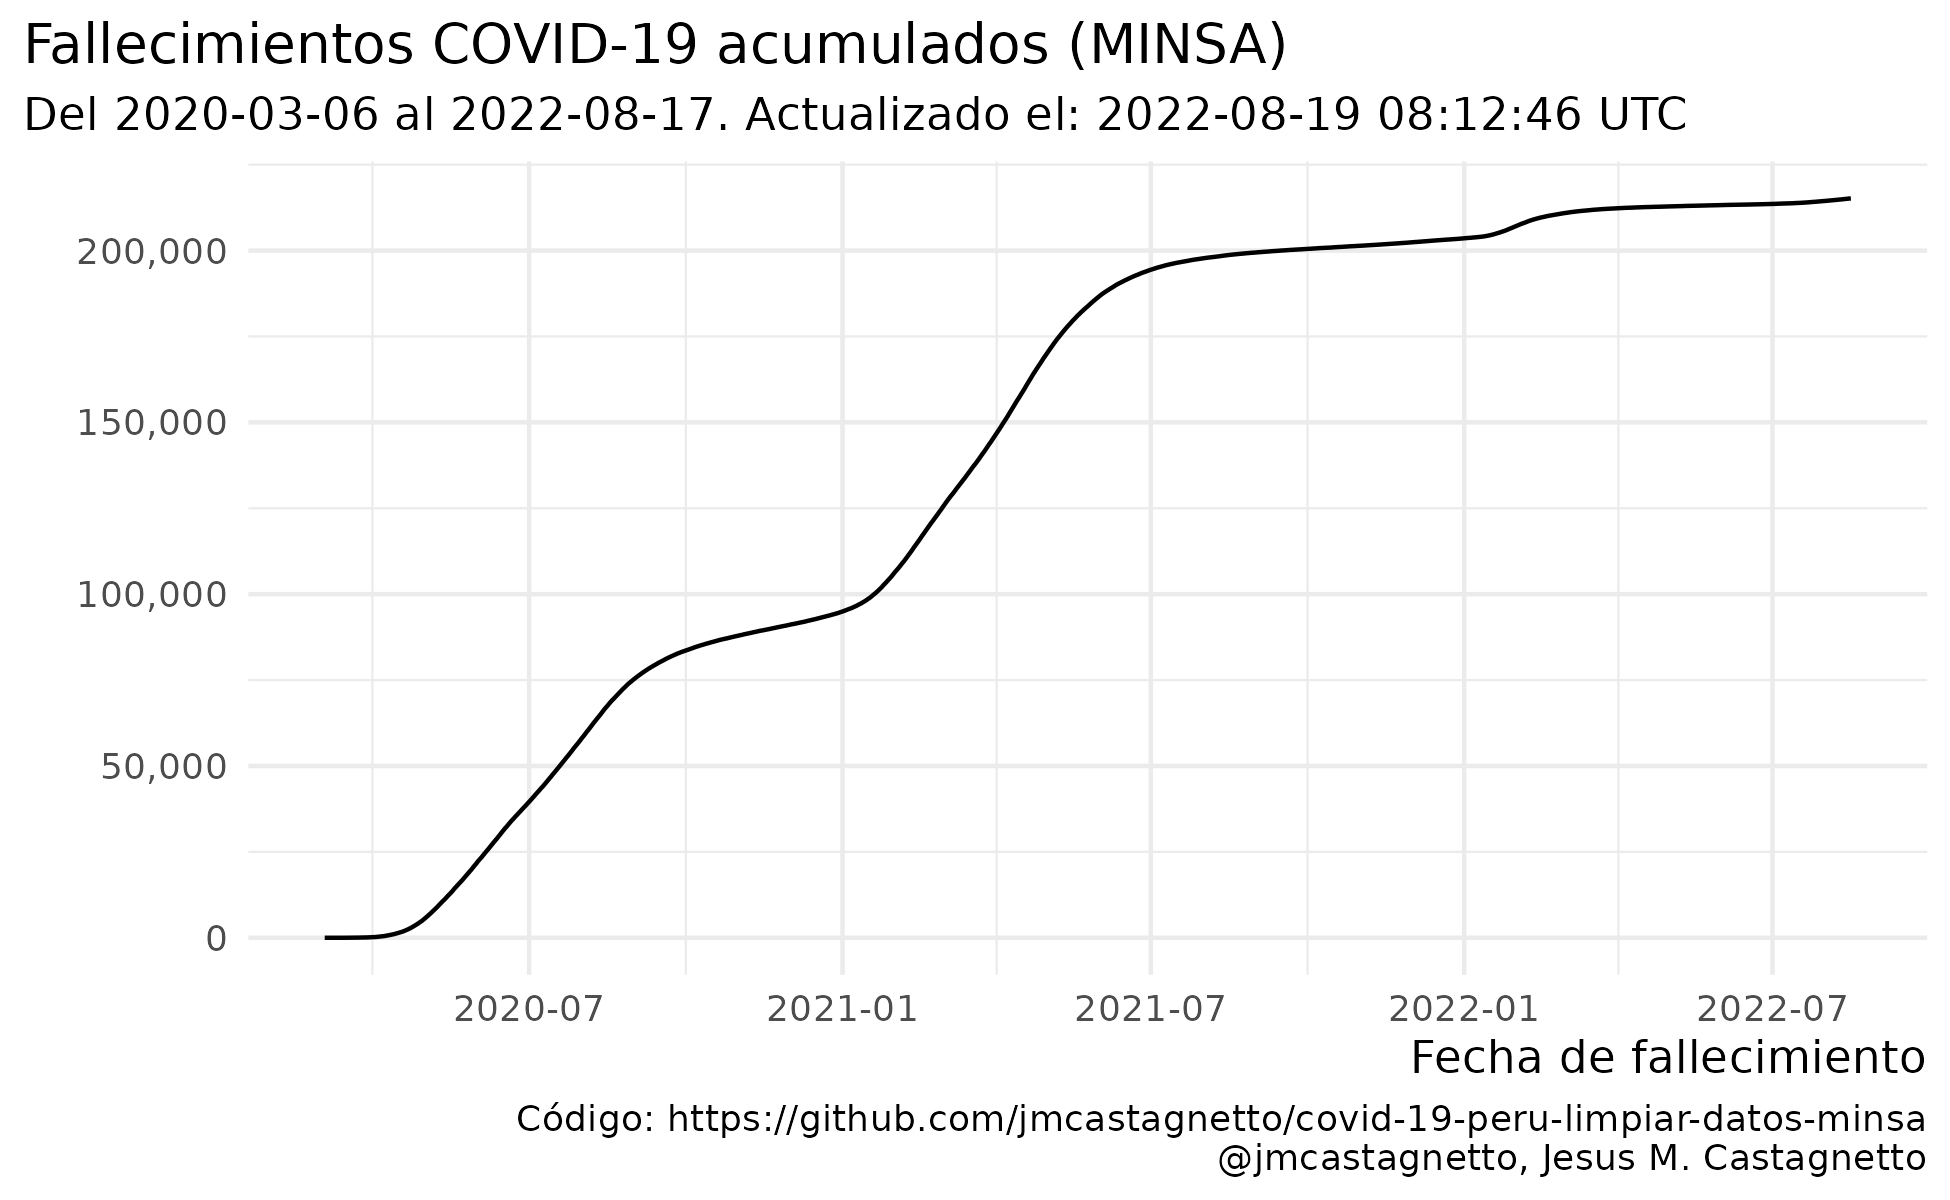 Fallecimientos COVID-19 acumulados (MINSA)
Del 2020-03-06 al 2022-08-17. Actualizado el: 2022-08-19 08:12:46 UTC
200,000
150,000
100,000
50,000
0
2020-07 2021-01 2021-07 2022-01 2022-07
Fecha de fallecimiento
Código: https://github.com/jmcastagnetto/covid-19-peru-limpiar-datos-minsa
@jmcastagnetto, Jesus M. Castagnetto